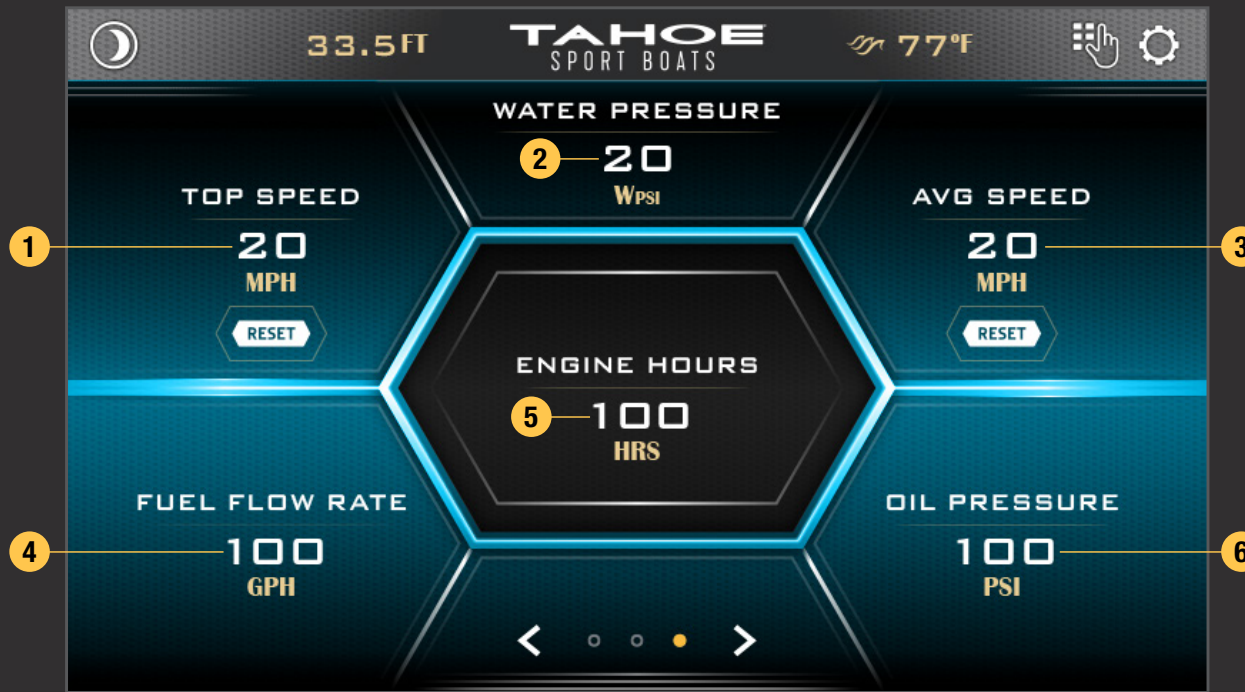 33.5 FT
TAHOE
SPORT BOATS
77°F
WATER PRESSURE
2
20
WPSI
TOP SPEED
1
20
MPH
RESET
AVG SPEED
20
3
MPH
RESET
ENGINE HOURS
5
100
HRS
FUEL FLOW RATE
4
100
GPH
OIL PRESSURE
100
6
PSI